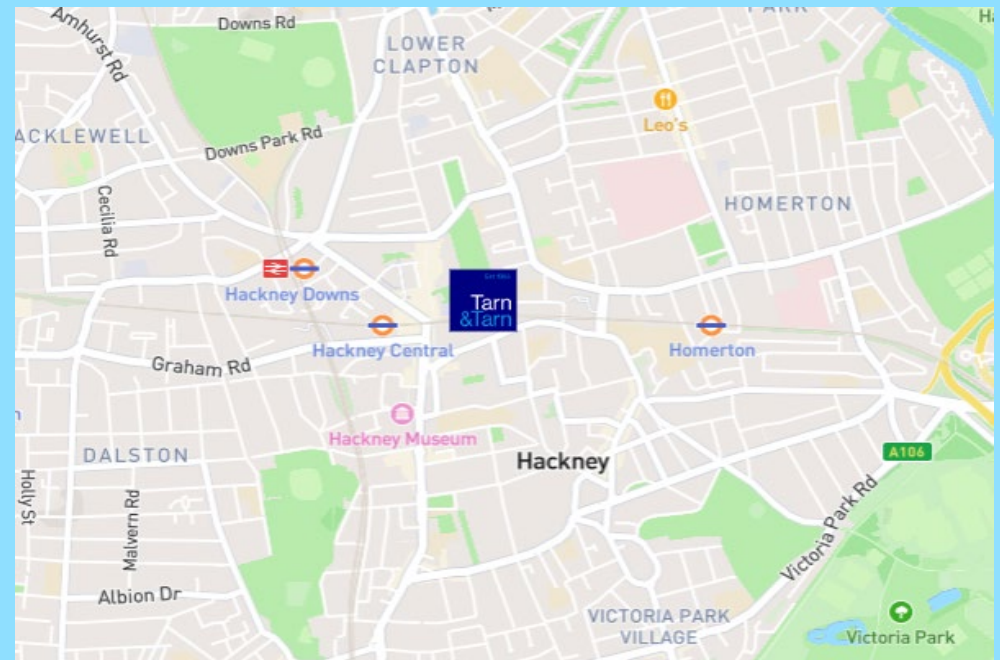 Amhurst Rd
Downs Rd
LOWER
CLAPTON
Leo's
ACKLEWELL
Downs Park Rd
Cecilia Rd
HOMERTON
Hackney Downs
Tarn
&Tarn
Hackney Central
Homerton
Graham Rd
Hackney Museum
DALSTON
Hackney
A106
Holly St
Malvern Rd
Victoria Park Rd
Albion Dr
VICTORIA PARK
VILLAGE
Victoria Park